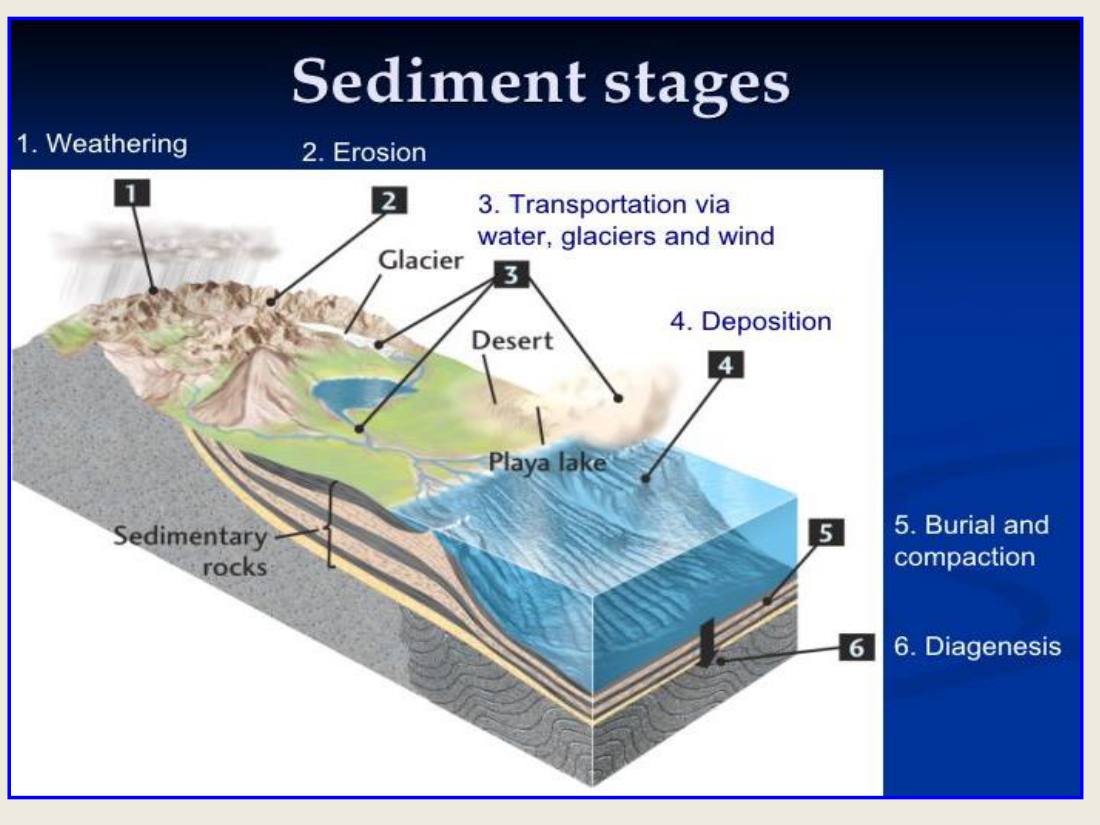 Sediment stages
1. Weathering
2. Erosion
1
2
3. Transportation via
water, glaciers and wind
Glacier
3
4. Deposition
Desert
4
Playa lake
5
5. Burial and
compaction
Sedimentary
rocks
6
6. Diagenesis